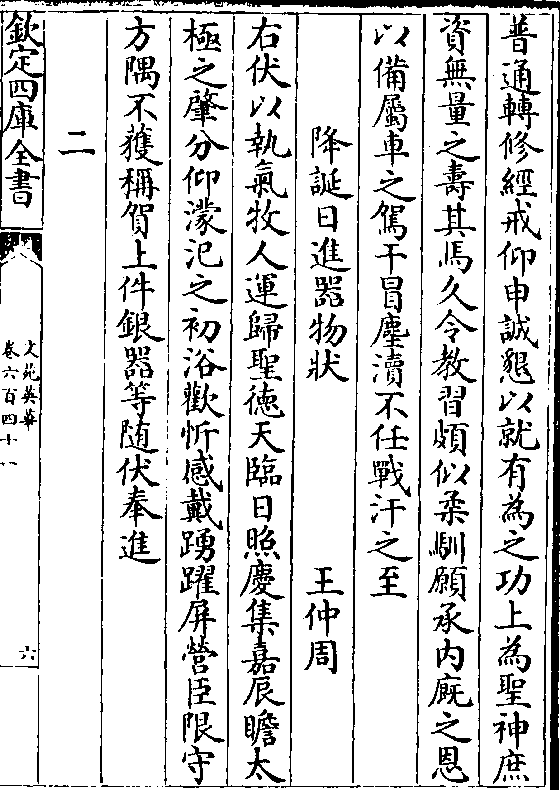 普通轉修經戒仰申誠懇以就有為之功上為聖神庶
資無量之壽其馬久令教習頗似柔馴願承内廐之恩
以備屬車之駕干冒塵瀆不任戰汗之至
降誕日進器物狀 王仲周
右伏以執氣牧人運歸聖徳天臨日照慶集嘉辰瞻太
極之肇分仰濛汜之初浴歡忻感戴踴躍屏營臣限守
方隅不獲稱賀上件銀器等随伏奉進
二
欽定四庫全書
文苑英華
卷六百四十一
六